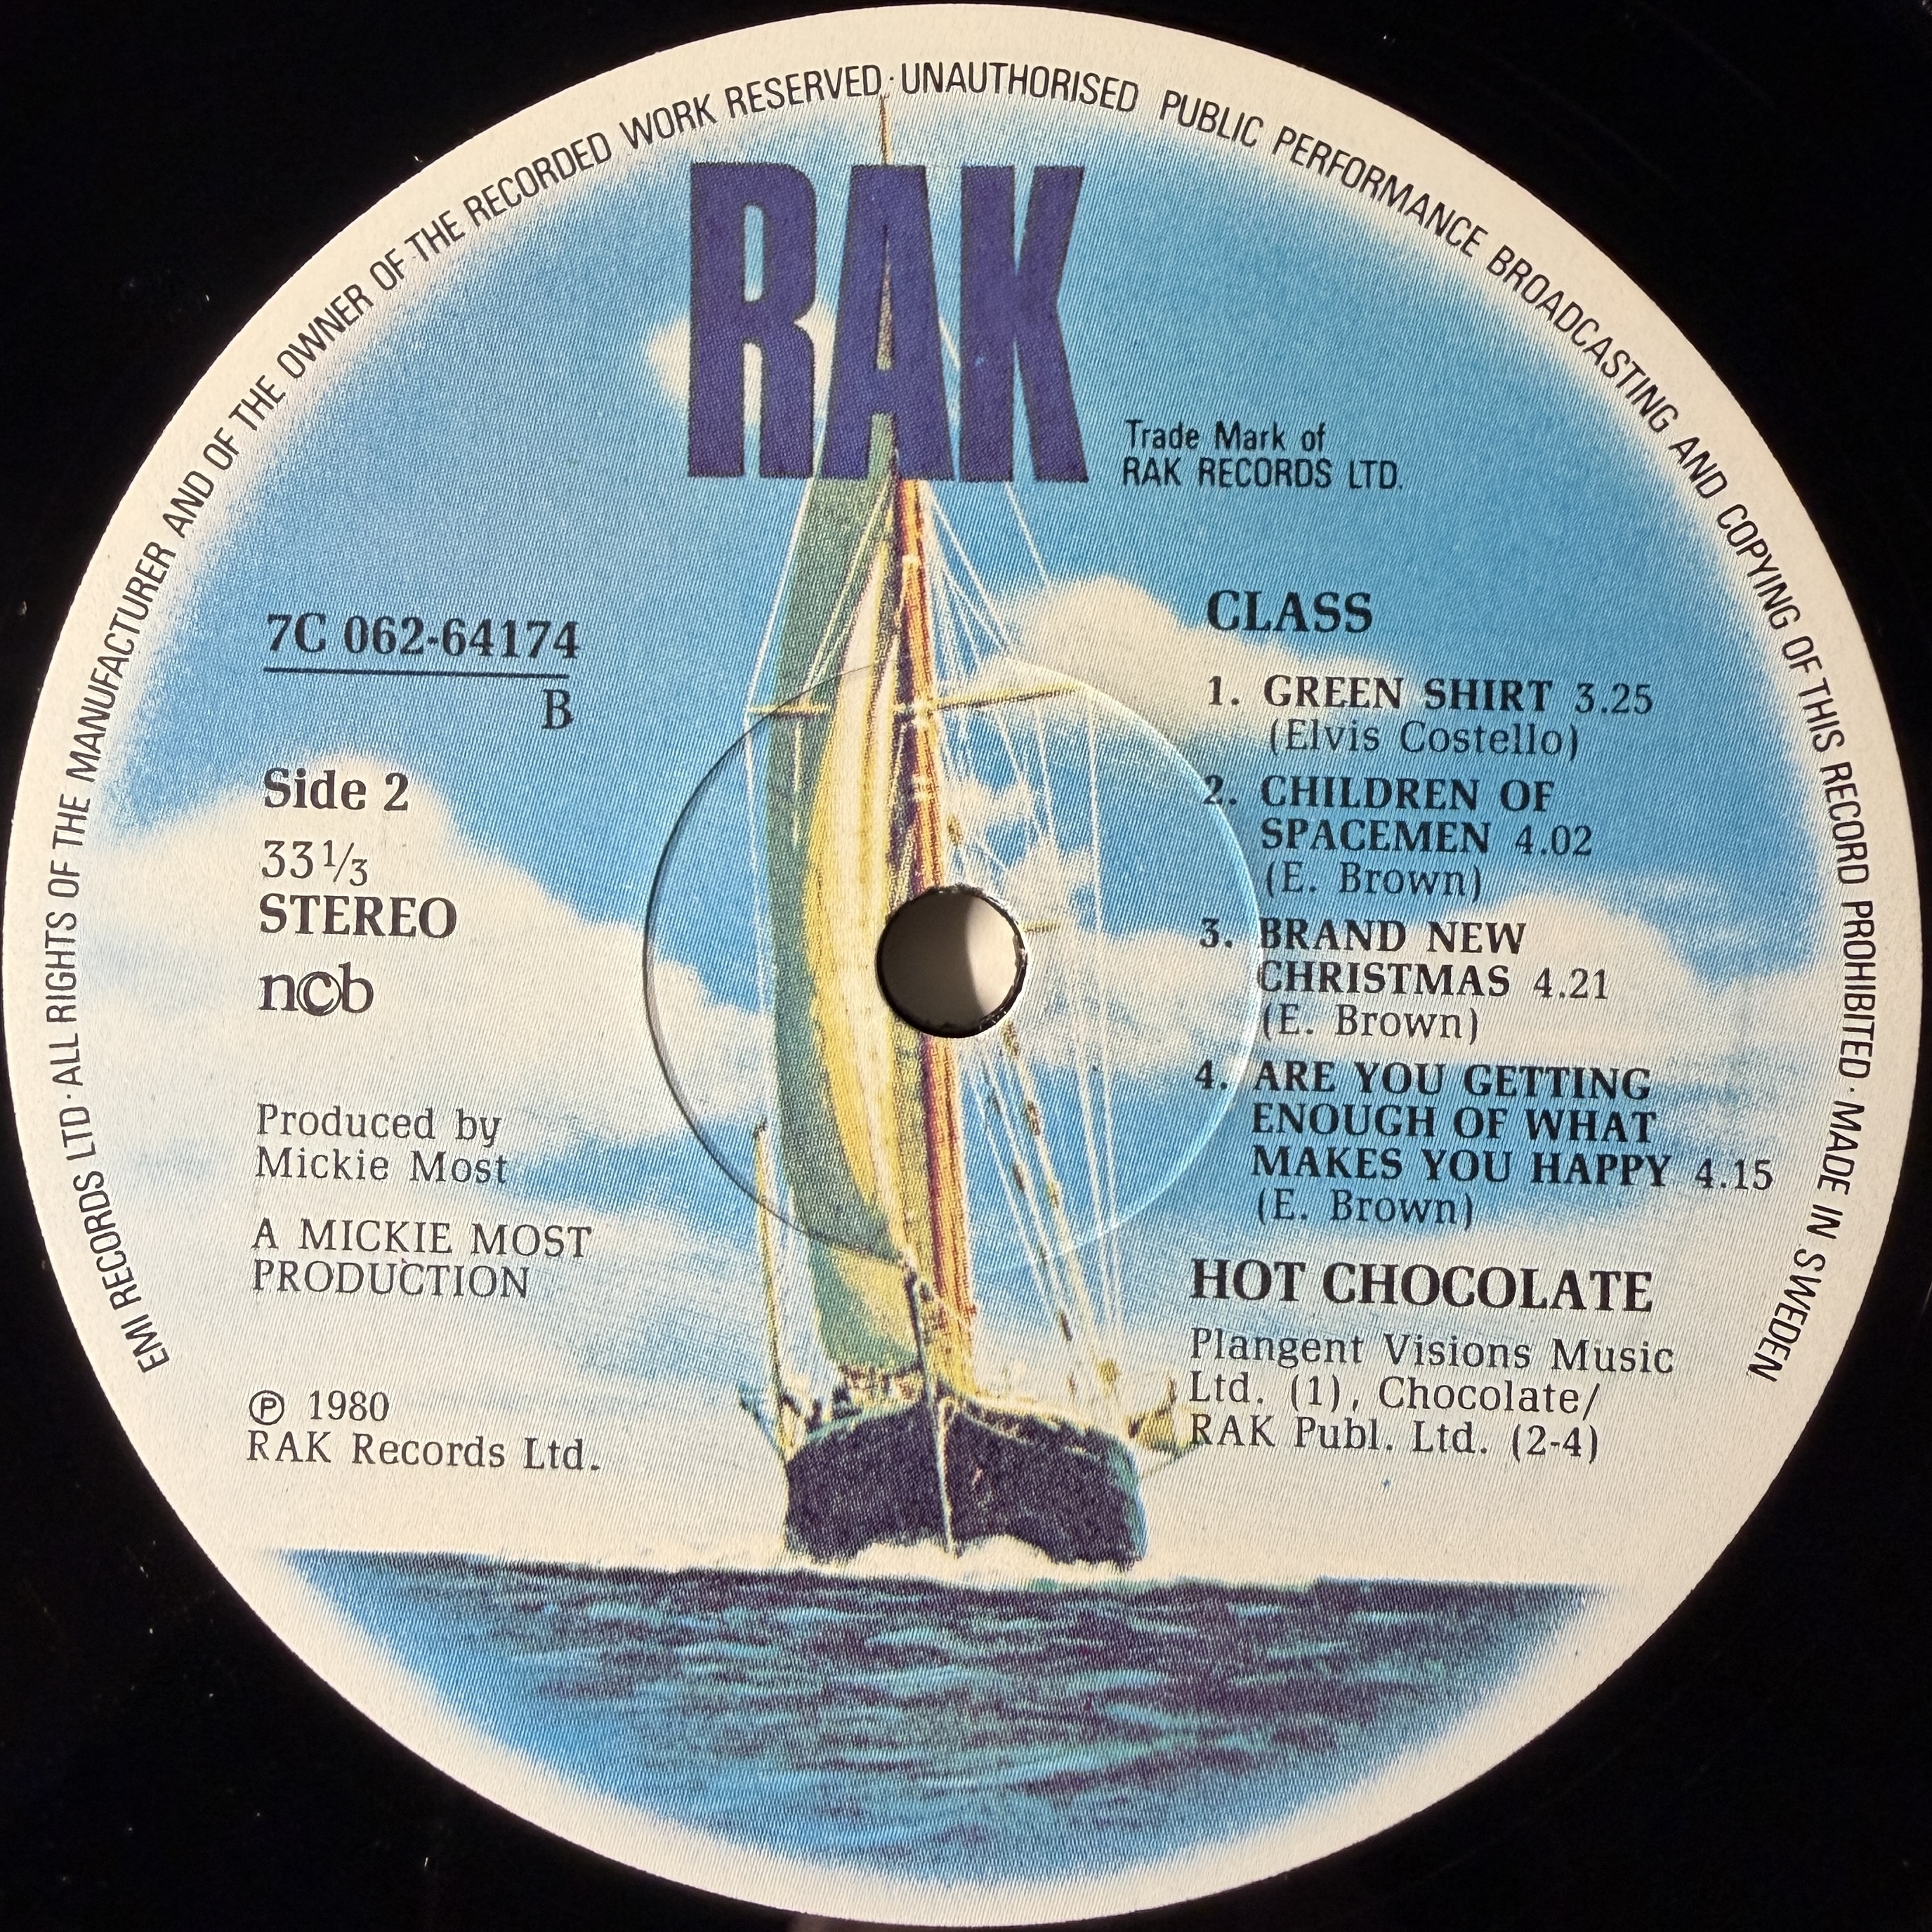 EMI RECORDS LTD · ALL RIGHTS OF THE MANUFACTURER AND OF THE OWNER OF THE RECORDED WORK RESERVED · UNAUTHORISED PUBLIC PERFORMANCE BROADCASTING AND COPYING OF THIS RECORD PROHIBITED · MADE IN SWEDEN
RAK
Trade Mark of
RAK RECORDS LTD.
7C 062-64174
B
Side 2
33 1/3
STEREO
n©b
Produced by
Mickie Most
A MICKIE MOST
PRODUCTION
℗ 1980
RAK Records Ltd.
CLASS
1. GREEN SHIRT 3.25
(Elvis Costello)
2. CHILDREN OF
SPACEMEN 4.02
(E. Brown)
3. BRAND NEW
CHRISTMAS 4.21
(E. Brown)
4. ARE YOU GETTING
ENOUGH OF WHAT
MAKES YOU HAPPY 4.15
(E. Brown)
HOT CHOCOLATE
Plangent Visions Music
Ltd. (1), Chocolate/
RAK Publ. Ltd. (2-4)